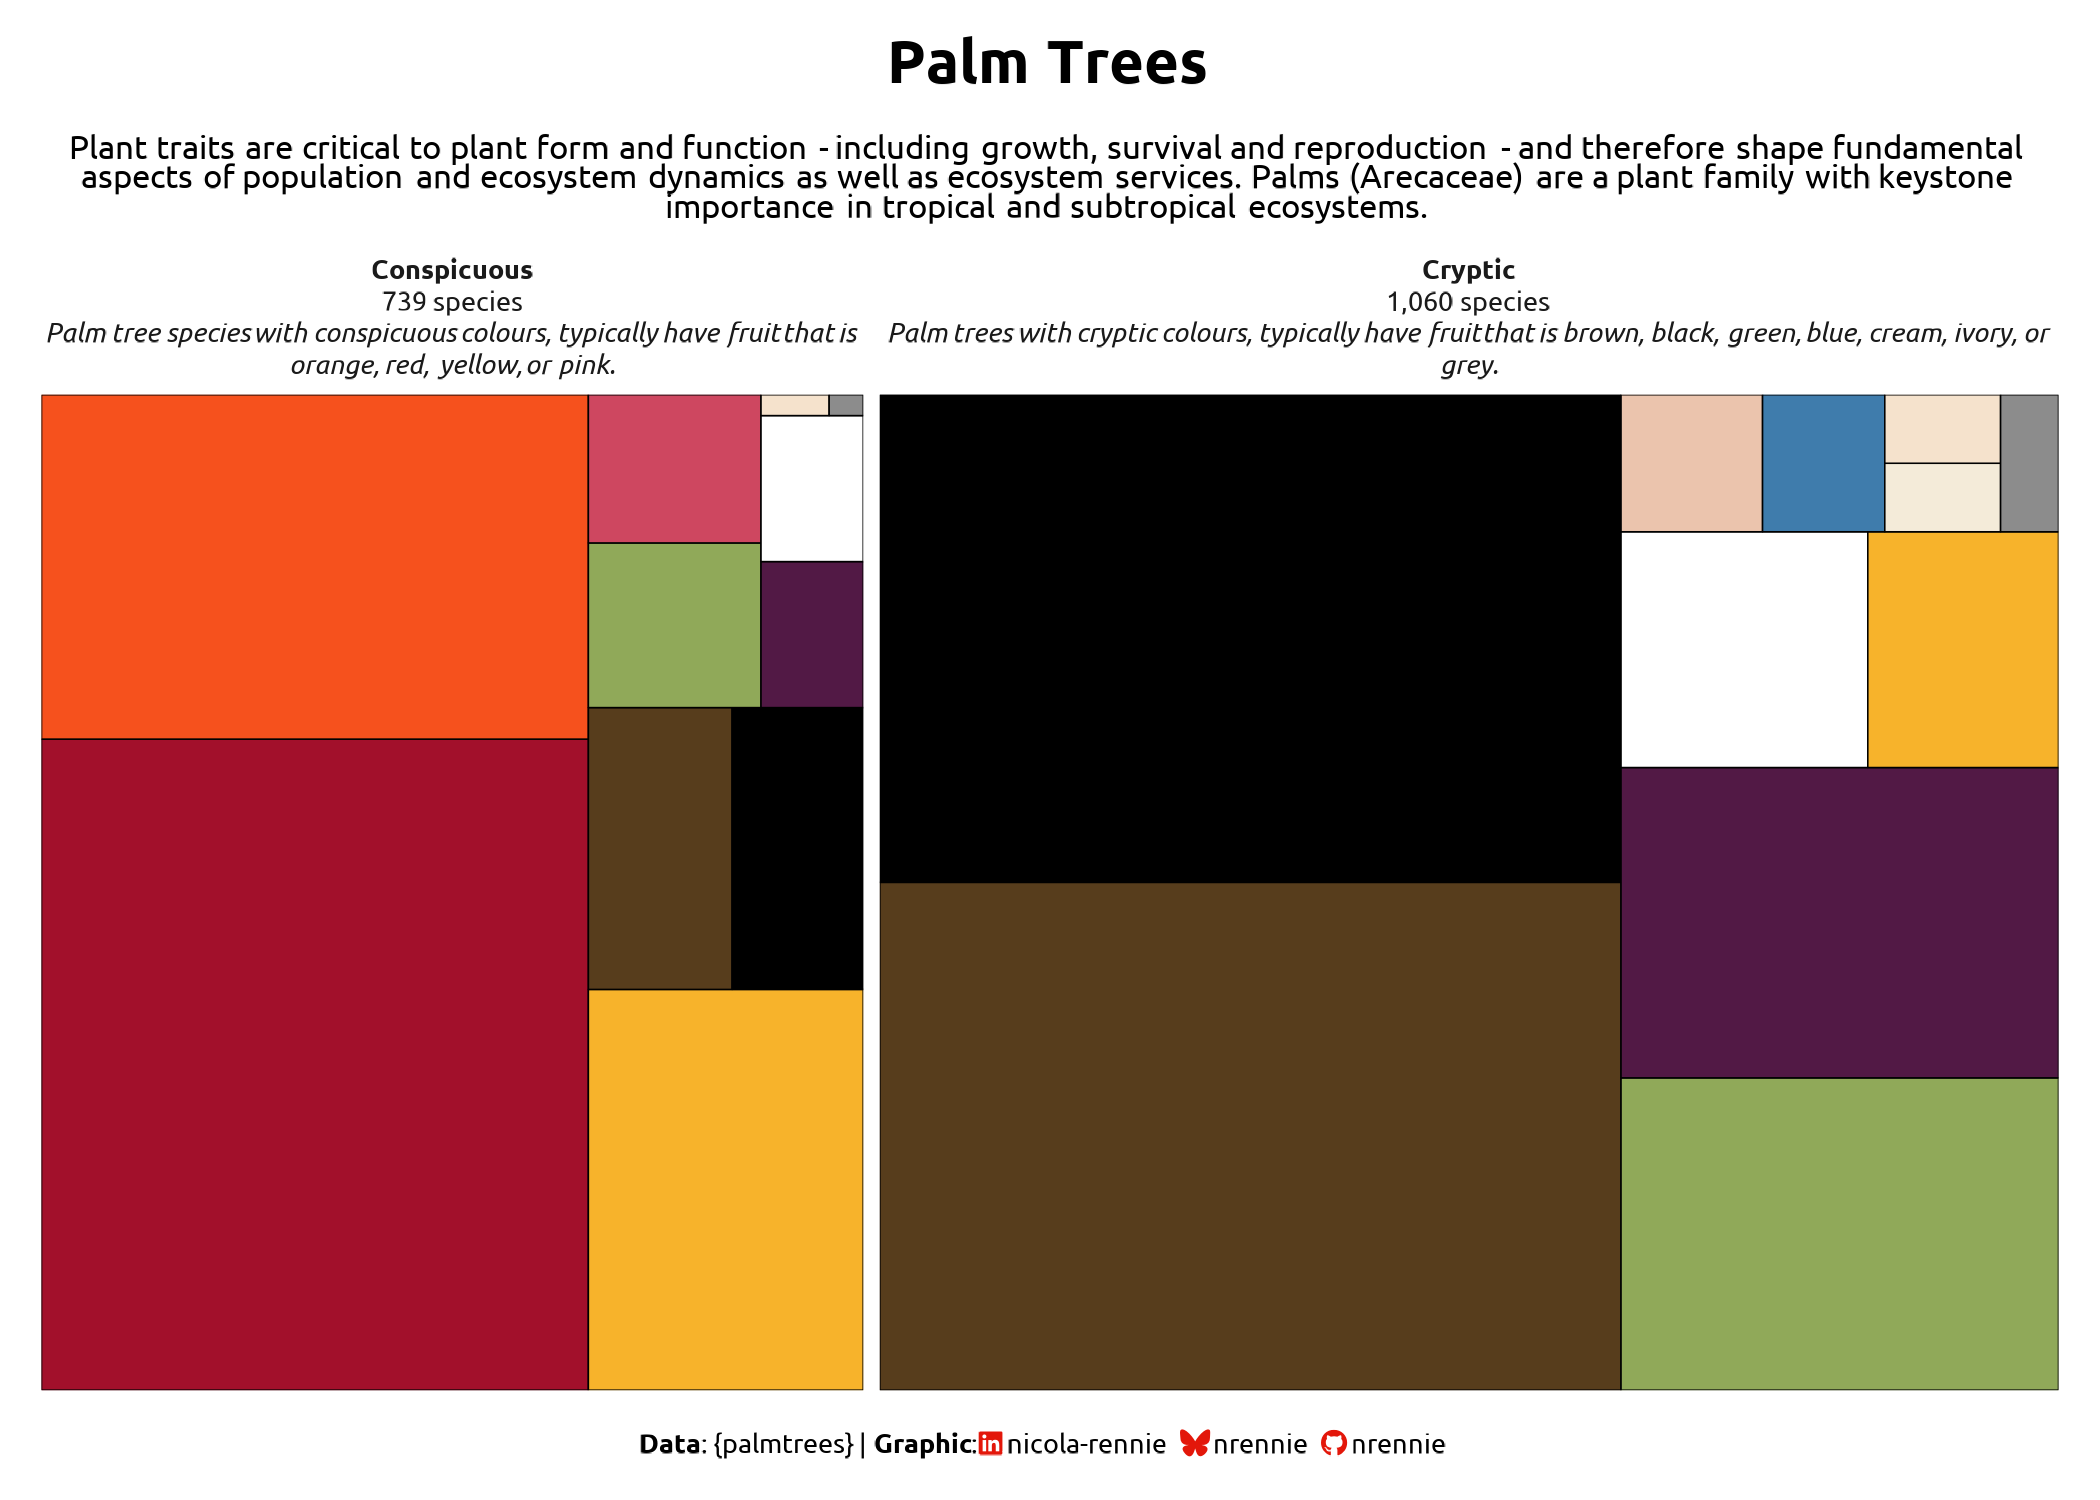 Palm Trees
Plant traits are critical to plant form and function - including growth, survival and reproduction - and therefore shape fundamental
aspects of population and ecosystem dynamics as well as ecosystem services. Palms (Arecaceae) are a plant family with keystone
importance in tropical and subtropical ecosystems.
Conspicuous
739 species
Palm tree species with conspicuous colours, typically have fruit that is
orange, red, yellow, or pink.
Cryptic
1,060 species
Palm trees with cryptic colours, typically have fruit that is brown, black, green, blue, cream, ivory, or
grey.
Data: {palmtrees} | Graphic: in nicola-rennie nrennie nrennie